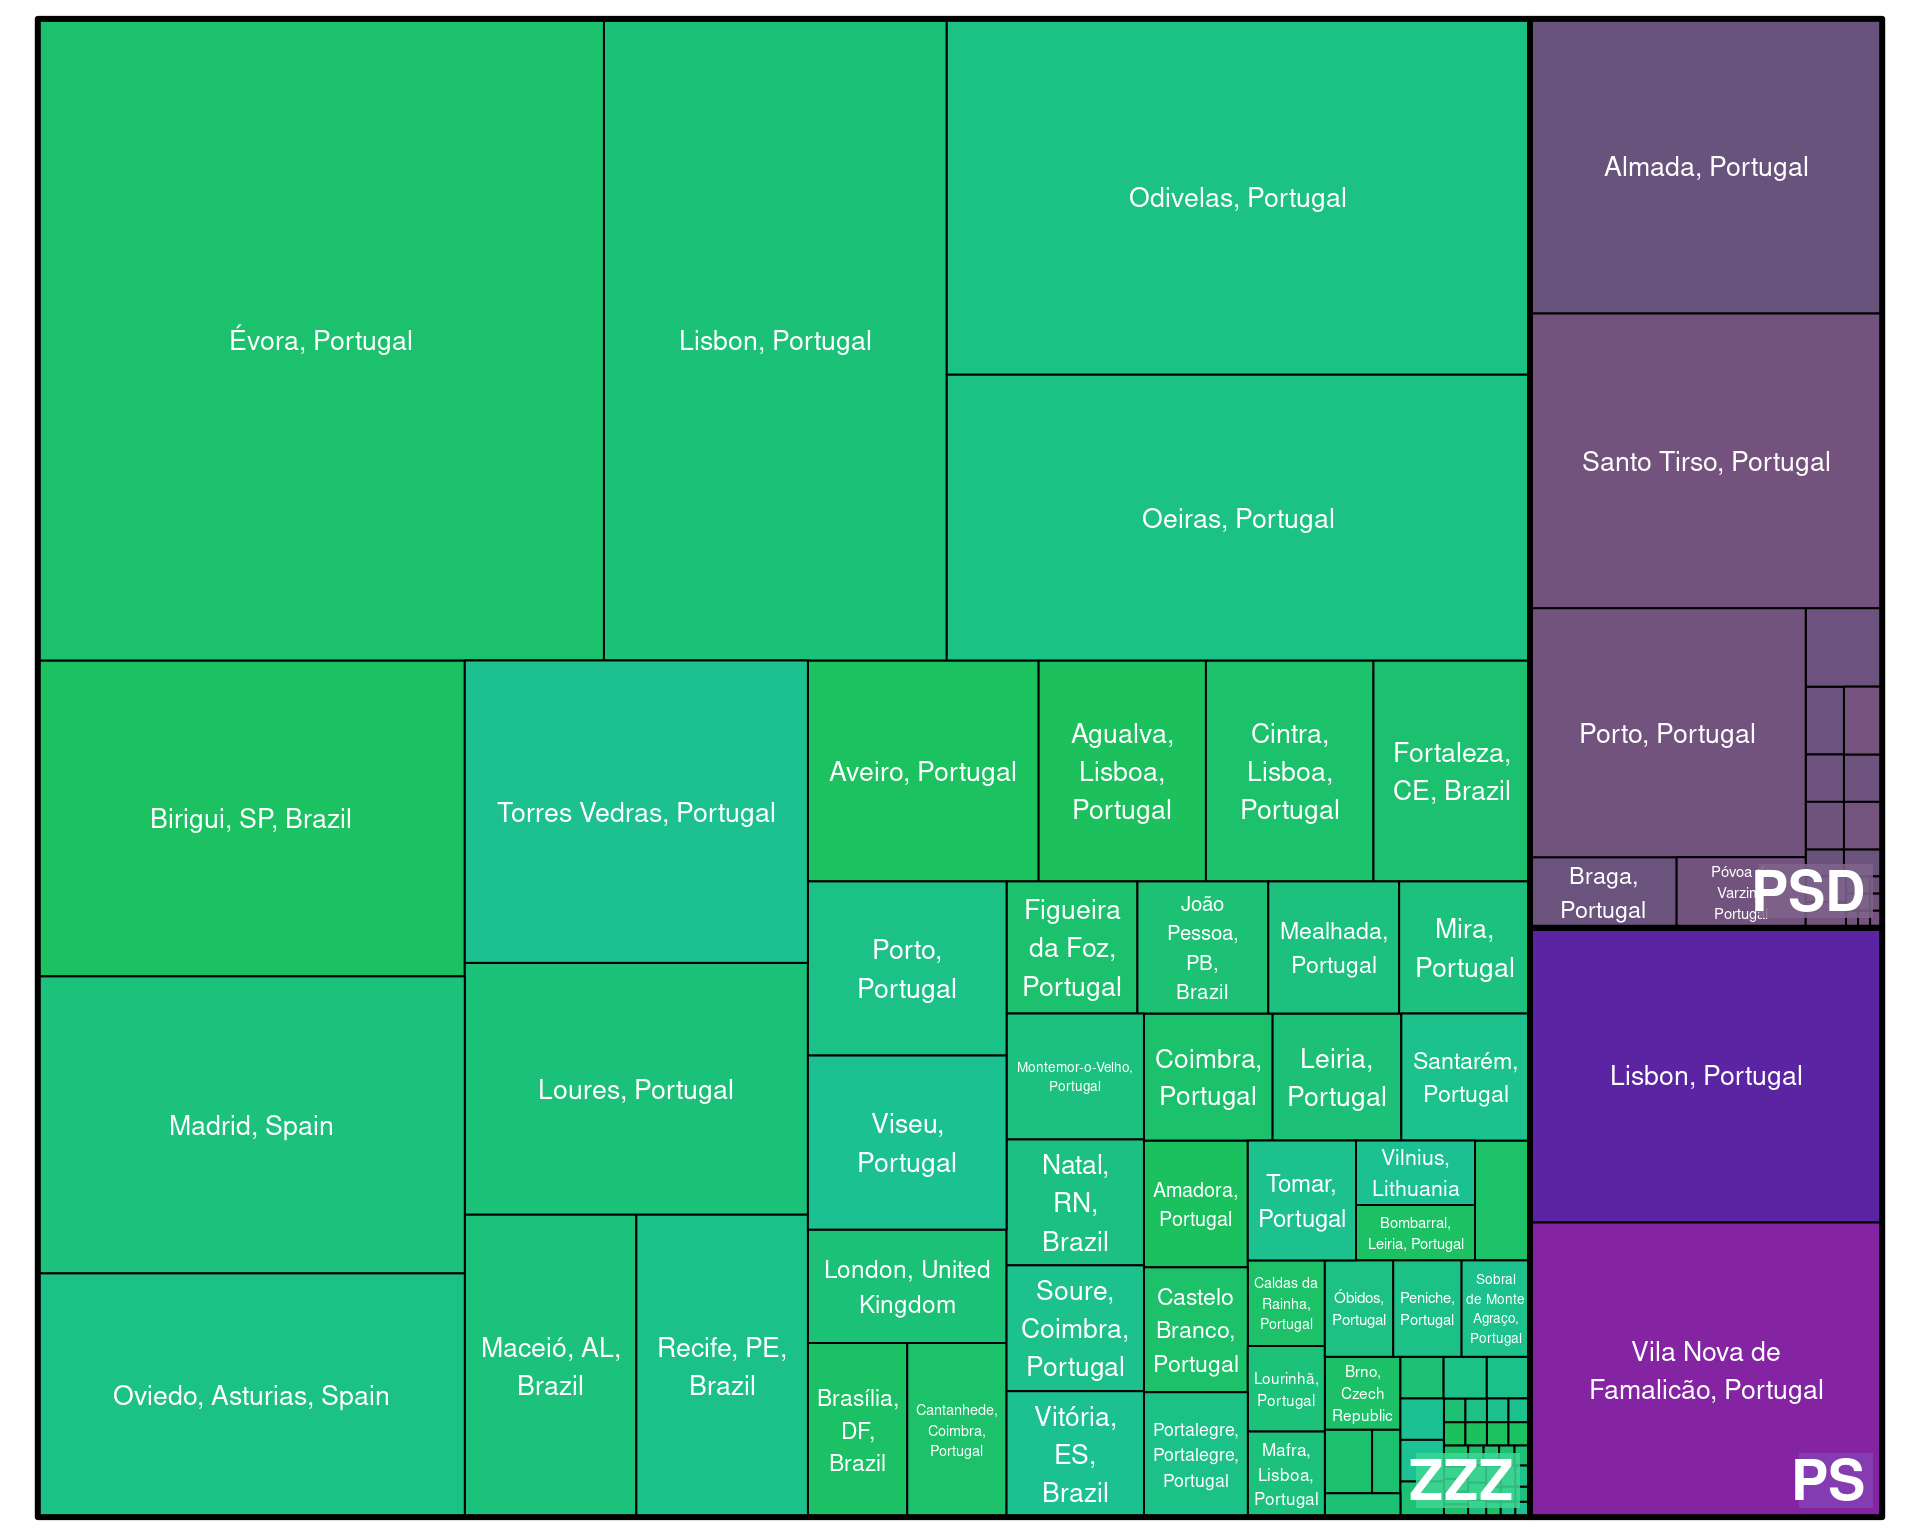 Évora, Portugal
Lisbon, Portugal
Odivelas, Portugal
Oeiras, Portugal
Birigui, SP, Brazil
Madrid, Spain
Oviedo, Asturias, Spain
Torres Vedras, Portugal
Loures, Portugal
Maceió, AL,
Brazil
Recife, PE,
Brazil
Aveiro, Portugal
Agualva,
Lisboa,
Portugal
Cintra,
Lisboa,
Portugal
Fortaleza,
CE, Brazil
Porto,
Portugal
Viseu,
Portugal
London, United
Kingdom
Brasília,
DF,
Brazil
Cantanhede,
Coimbra,
Portugal
Figueira
da Foz,
Portugal
João
Pessoa,
PB,
Brazil
Mealhada,
Portugal
Mira,
Portugal
Montemor-o-Velho,
Portugal
Natal,
RN,
Brazil
Soure,
Coimbra,
Portugal
Vitória,
ES,
Brazil
Coimbra,
Portugal
Leiria,
Portugal
Santarém,
Portugal
Amadora,
Portugal
Castelo
Branco,
Portugal
Portalegre,
Portalegre,
Portugal
Tomar,
Portugal
Vilnius,
Lithuania
Bombarral,
Leiria, Portugal
Caldas da
Rainha,
Portugal
Lourinhã,
Portugal
Mafra,
Lisboa,
Portugal
Óbidos,
Portugal
Peniche,
Portugal
Sobral
de Monte
Agraço,
Portugal
Brno,
Czech
Republic
ZZZ
Almada, Portugal
Santo Tirso, Portugal
Porto, Portugal
Braga,
Portugal
Póvoa
Varzim
Portugal
PSD
Lisbon, Portugal
Vila Nova de
Famalicão, Portugal
PS